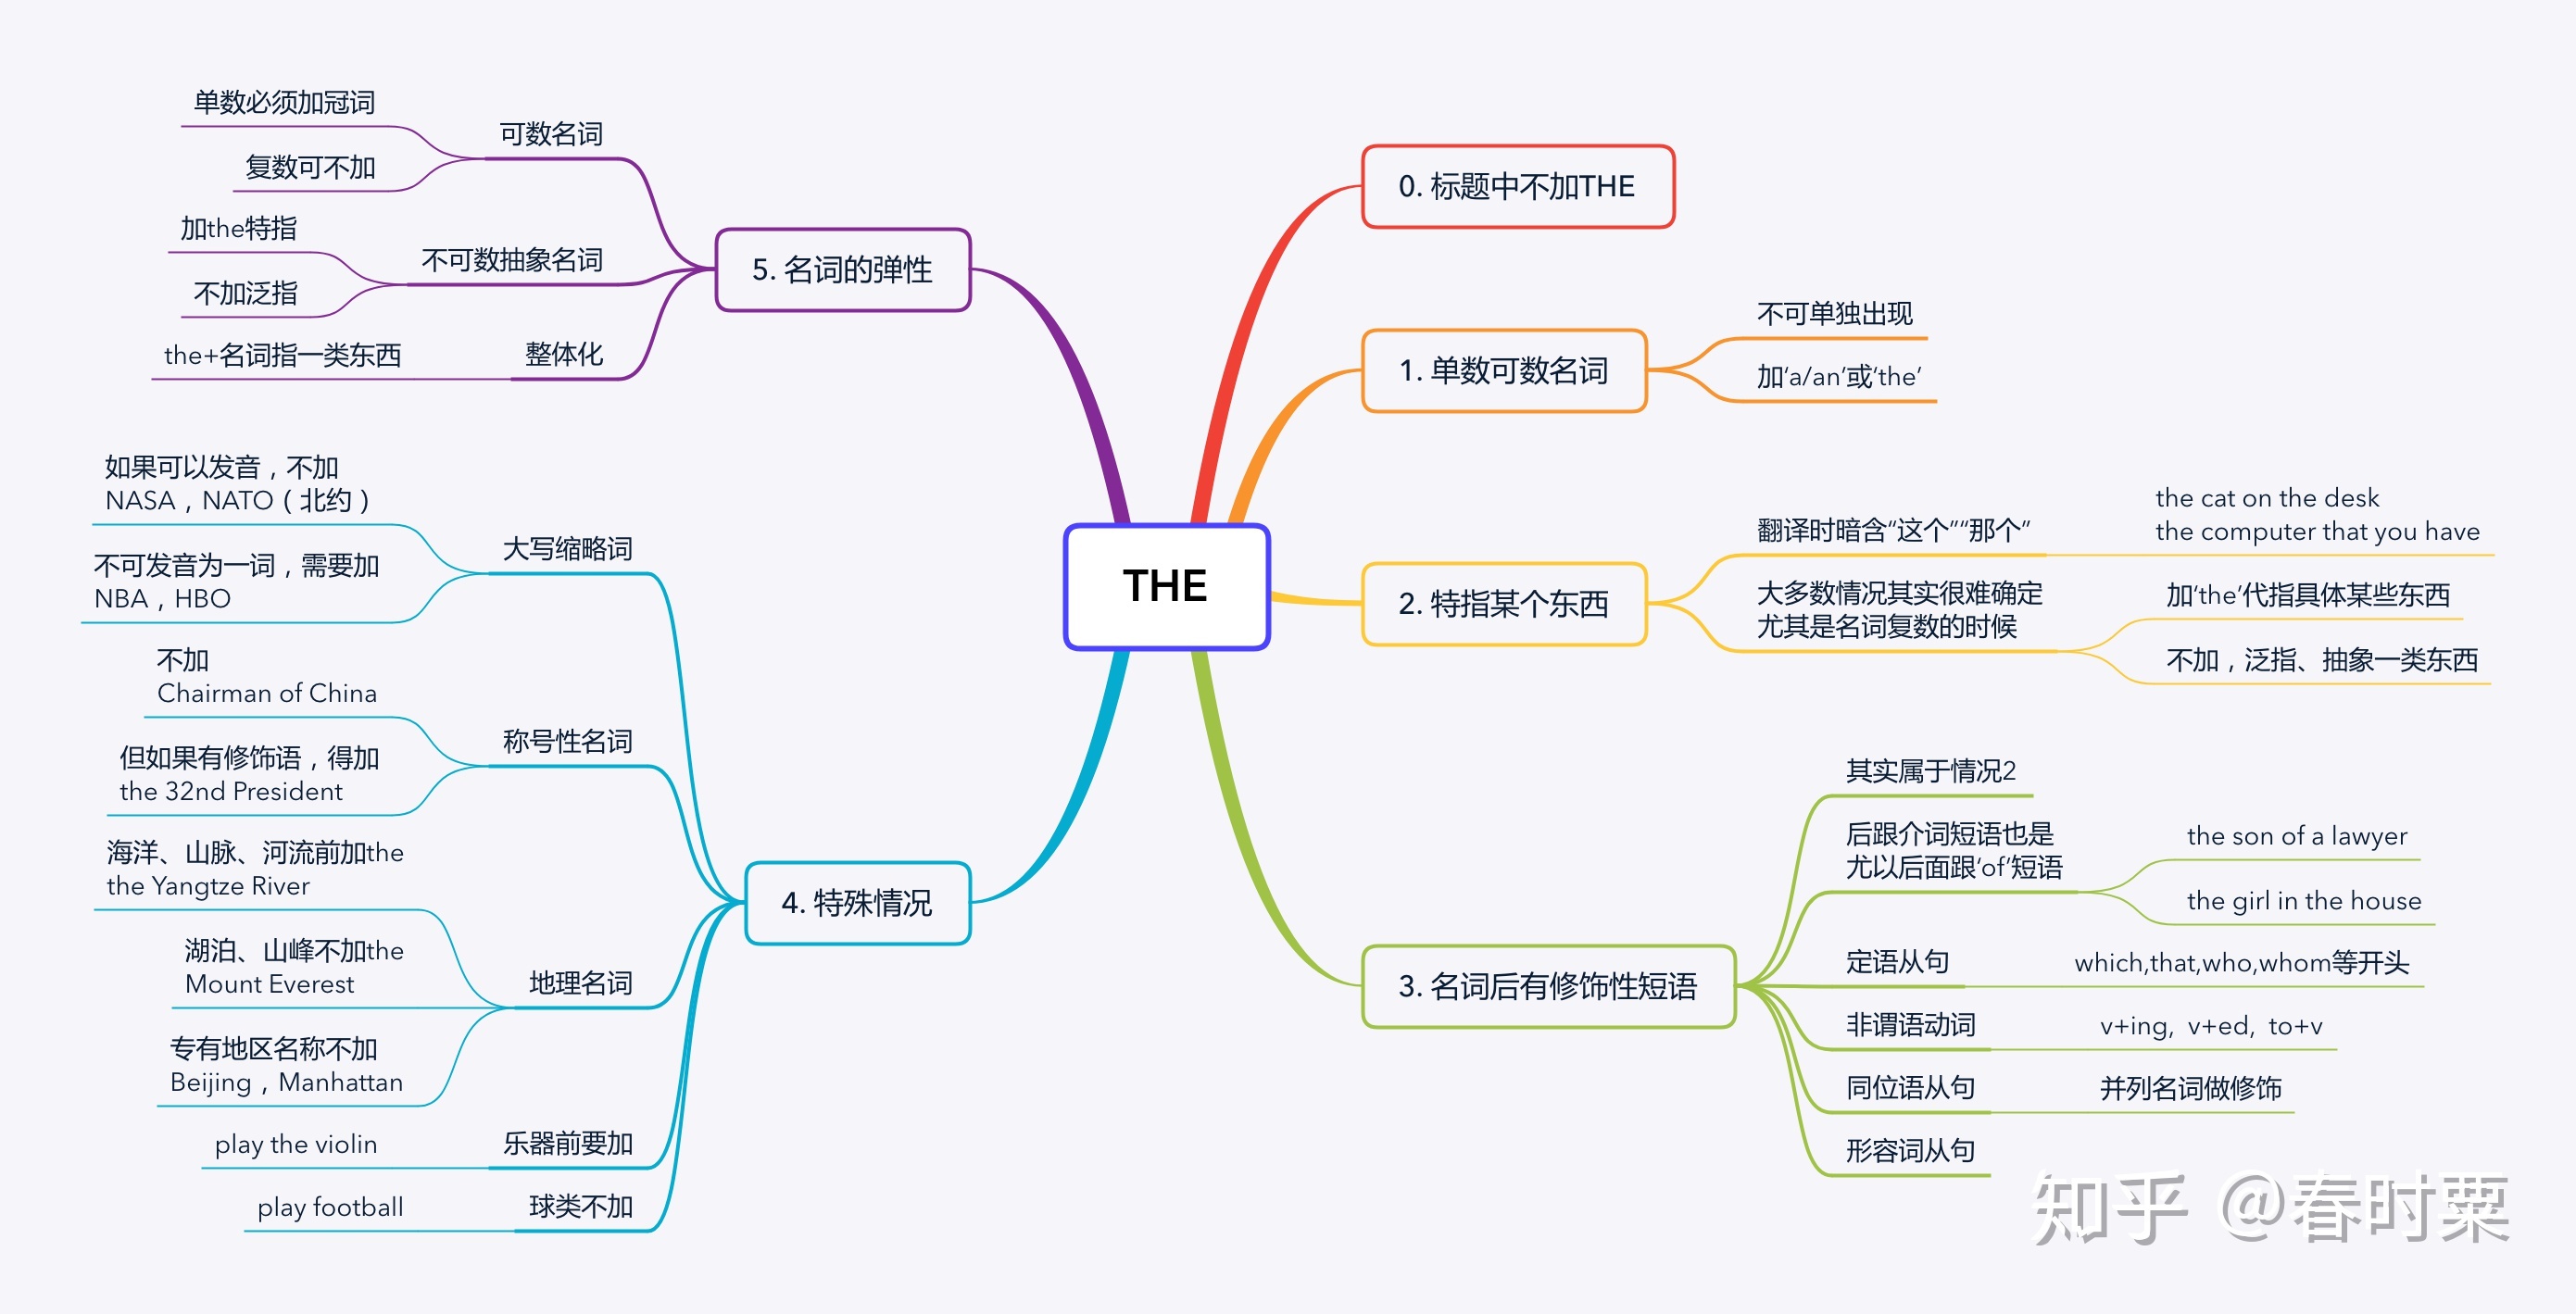 THE
0. 标题中不加THE
1. 单数可数名词
不可单独出现
加‘a/an’或‘the’
2. 特指某个东西
翻译时暗含“这个”“那个”
the cat on the desk
the computer that you have
大多数情况其实很难确定
尤其是名词复数的时候
加‘the’代指具体某些东西
不加，泛指、抽象一类东西
3. 名词后有修饰性短语
其实属于情况2
后跟介词短语也是
尤以后面跟‘of’短语
the son of a lawyer
the girl in the house
定语从句
which,that,who,whom等开头
非谓语动词
v+ing, v+ed, to+v
同位语从句
并列名词做修饰
形容词从句
4. 特殊情况
大写缩略词
如果可以发音，不加
NASA，NATO（北约）
不可发音为一词，需要加
NBA，HBO
称号性名词
不加
Chairman of China
但如果有修饰语，得加
the 32nd President
地理名词
海洋、山脉、河流前加the
the Yangtze River
湖泊、山峰不加the
Mount Everest
专有地区名称不加
Beijing，Manhattan
乐器前要加
play the violin
球类不加
play football
5. 名词的弹性
可数名词
单数必须加冠词
复数可不加
不可数抽象名词
加the特指
不加泛指
整体化
the+名词指一类东西
知乎 @春时粟